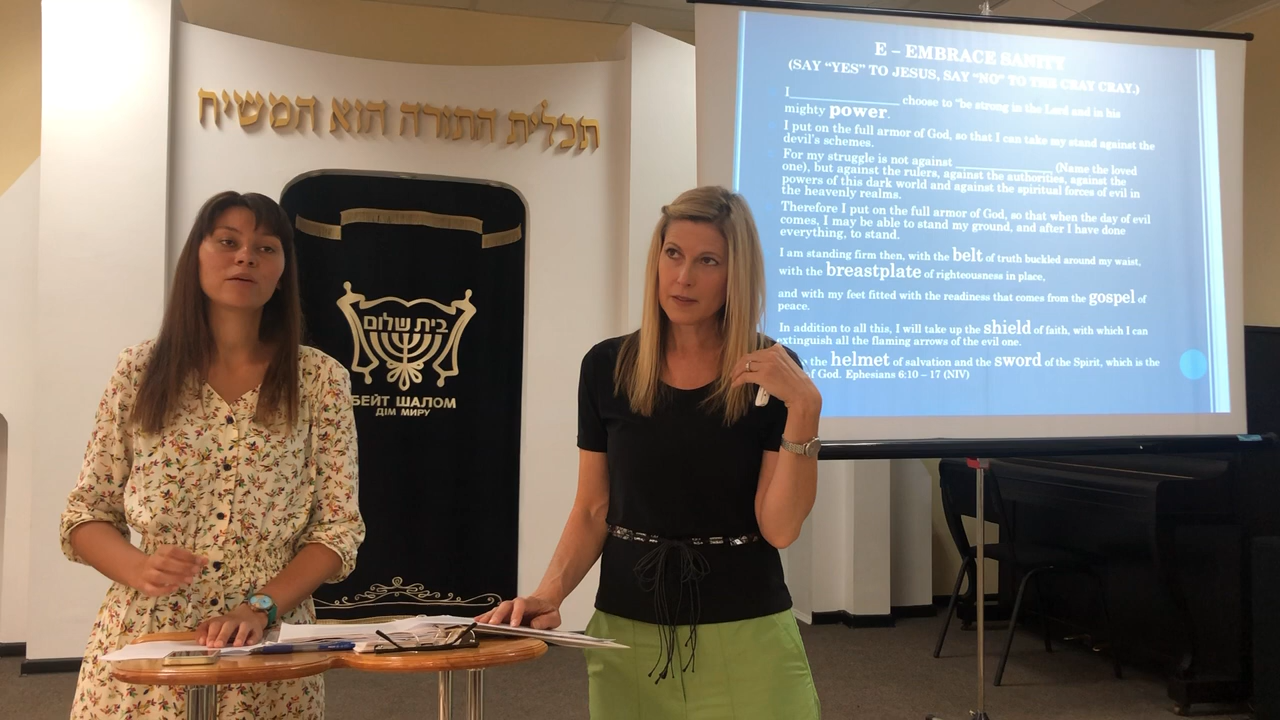 תכלית התורה הוא המשיח
בית שלום
БЕЙТ ШАЛОМ
ДІМ МИРУ
E – EMBRACE SANITY
(SAY “YES” TO JESUS, SAY “NO” TO THE CRAY CRAY.)
I________________ choose to “be strong in the Lord and in his
mighty power.
I put on the full armor of God, so that I can take my stand against the
devil’s schemes.
For my struggle is not against ______________ (Name the loved
one), but against the rulers, against the authorities, against the
powers of this dark world and against the spiritual forces of evil in
the heavenly realms.
Therefore I put on the full armor of God, so that when the day of evil
comes, I may be able to stand my ground, and after I have done
everything, to stand.
I am standing firm then, with the belt of truth buckled around my waist,
with the breastplate of righteousness in place,
and with my feet fitted with the readiness that comes from the gospel of
peace.
In addition to all this, I will take up the shield of faith, with which I can
extinguish all the flaming arrows of the evil one.
the helmet of salvation and the sword of the Spirit, which is the
of God. Ephesians 6:10 – 17 (NIV)